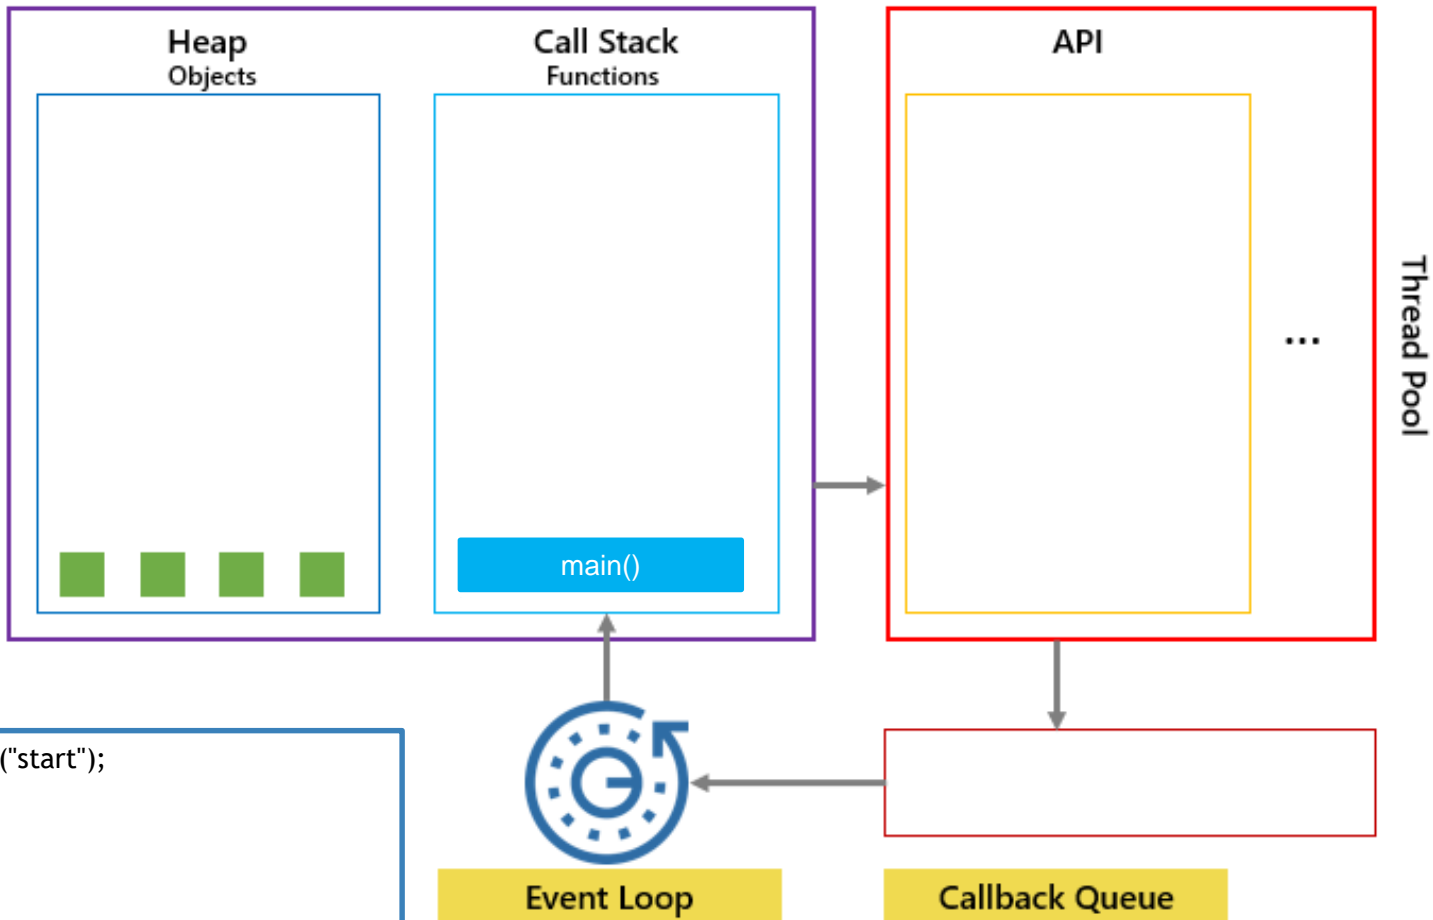 Heap
Objects
Call Stack
Functions
API
Thread Pool
...
main()
("start");
Event Loop
Callback Queue